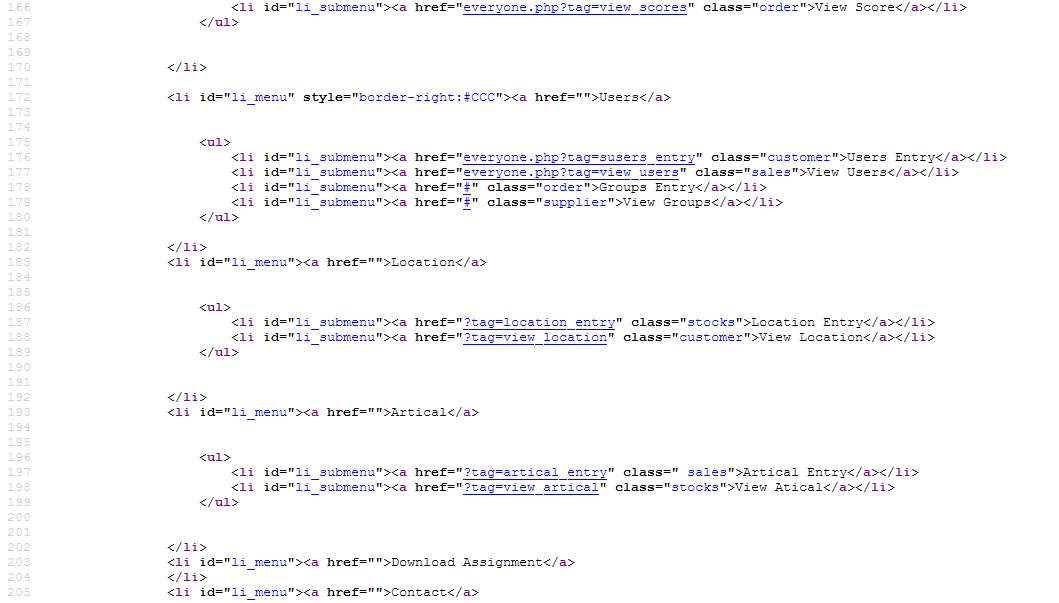 166 <li id="li_submenu"><a href="everyone.php?tag=view_scores" class="order">View Score</a></li>
167 </ul>
168
169
170 </li>
171
172 <li id="li_menu" style="border-right:#CCC"><a href="">Users</a>
173
174
175 <ul>
176 <li id="li_submenu"><a href="everyone.php?tag=susers_entry" class="customer">Users Entry</a></li>
177 <li id="li_submenu"><a href="everyone.php?tag=view_users" class="sales">View Users</a></li>
178 <li id="li_submenu"><a href="#" class="order">Groups Entry</a></li>
179 <li id="li_submenu"><a href="#" class="supplier">View Groups</a></li>
180 </ul>
181
182 </li>
183 <li id="li_menu"><a href="">Location</a>
184
185
186 <ul>
187 <li id="li_submenu"><a href="?tag=location_entry" class="stocks">Location Entry</a></li>
188 <li id="li_submenu"><a href="?tag=view_location" class="customer">View Location</a></li>
189 </ul>
190
191
192 </li>
193 <li id="li_menu"><a href="">Artical</a>
194
195
196 <ul>
197 <li id="li_submenu"><a href="?tag=artical_entry" class=" sales">Artical Entry</a></li>
198 <li id="li_submenu"><a href="?tag=view_artical" class="stocks">View Atical</a></li>
199 </ul>
200
201
202 </li>
203 <li id="li_menu"><a href="">Download Assignment</a>
204 </li>
205 <li id="li_menu"><a href="">Contact</a>